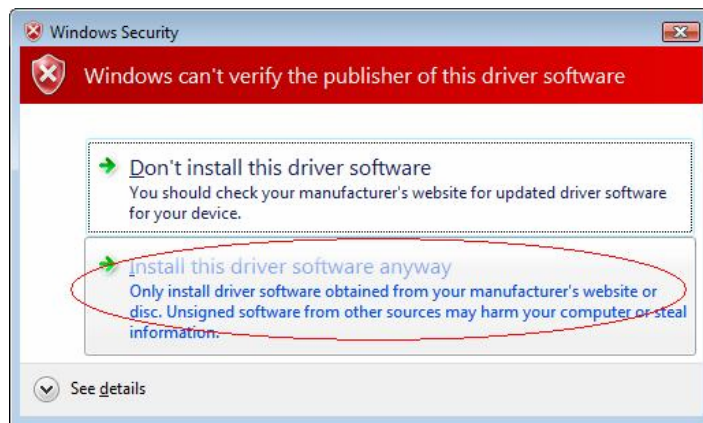 Windows Security
Windows can't verify the publisher of this driver software
Don't install this driver software
You should check your manufacturer's website for updated driver software
for your device.
Install this driver software anyway
Only install driver software obtained from your manufacturer's website or
disc. Unsigned software from other sources may harm your computer or steal
information.
See details